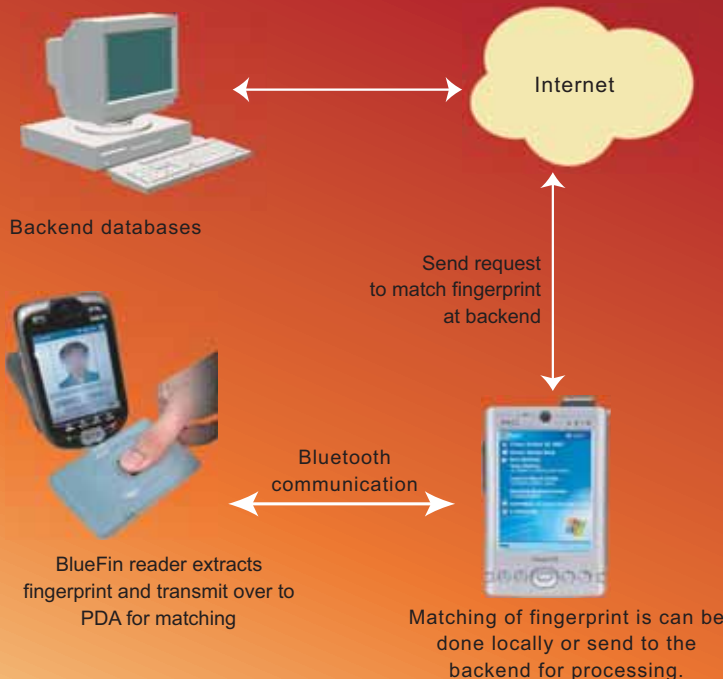 Internet
Backend databases
Send request
to match fingerprint
at backend
Bluetooth
communication
BlueFin reader extracts
fingerprint and transmit over to
PDA for matching
Matching of fingerprint is can be
done locally or send to the
backend for processing.